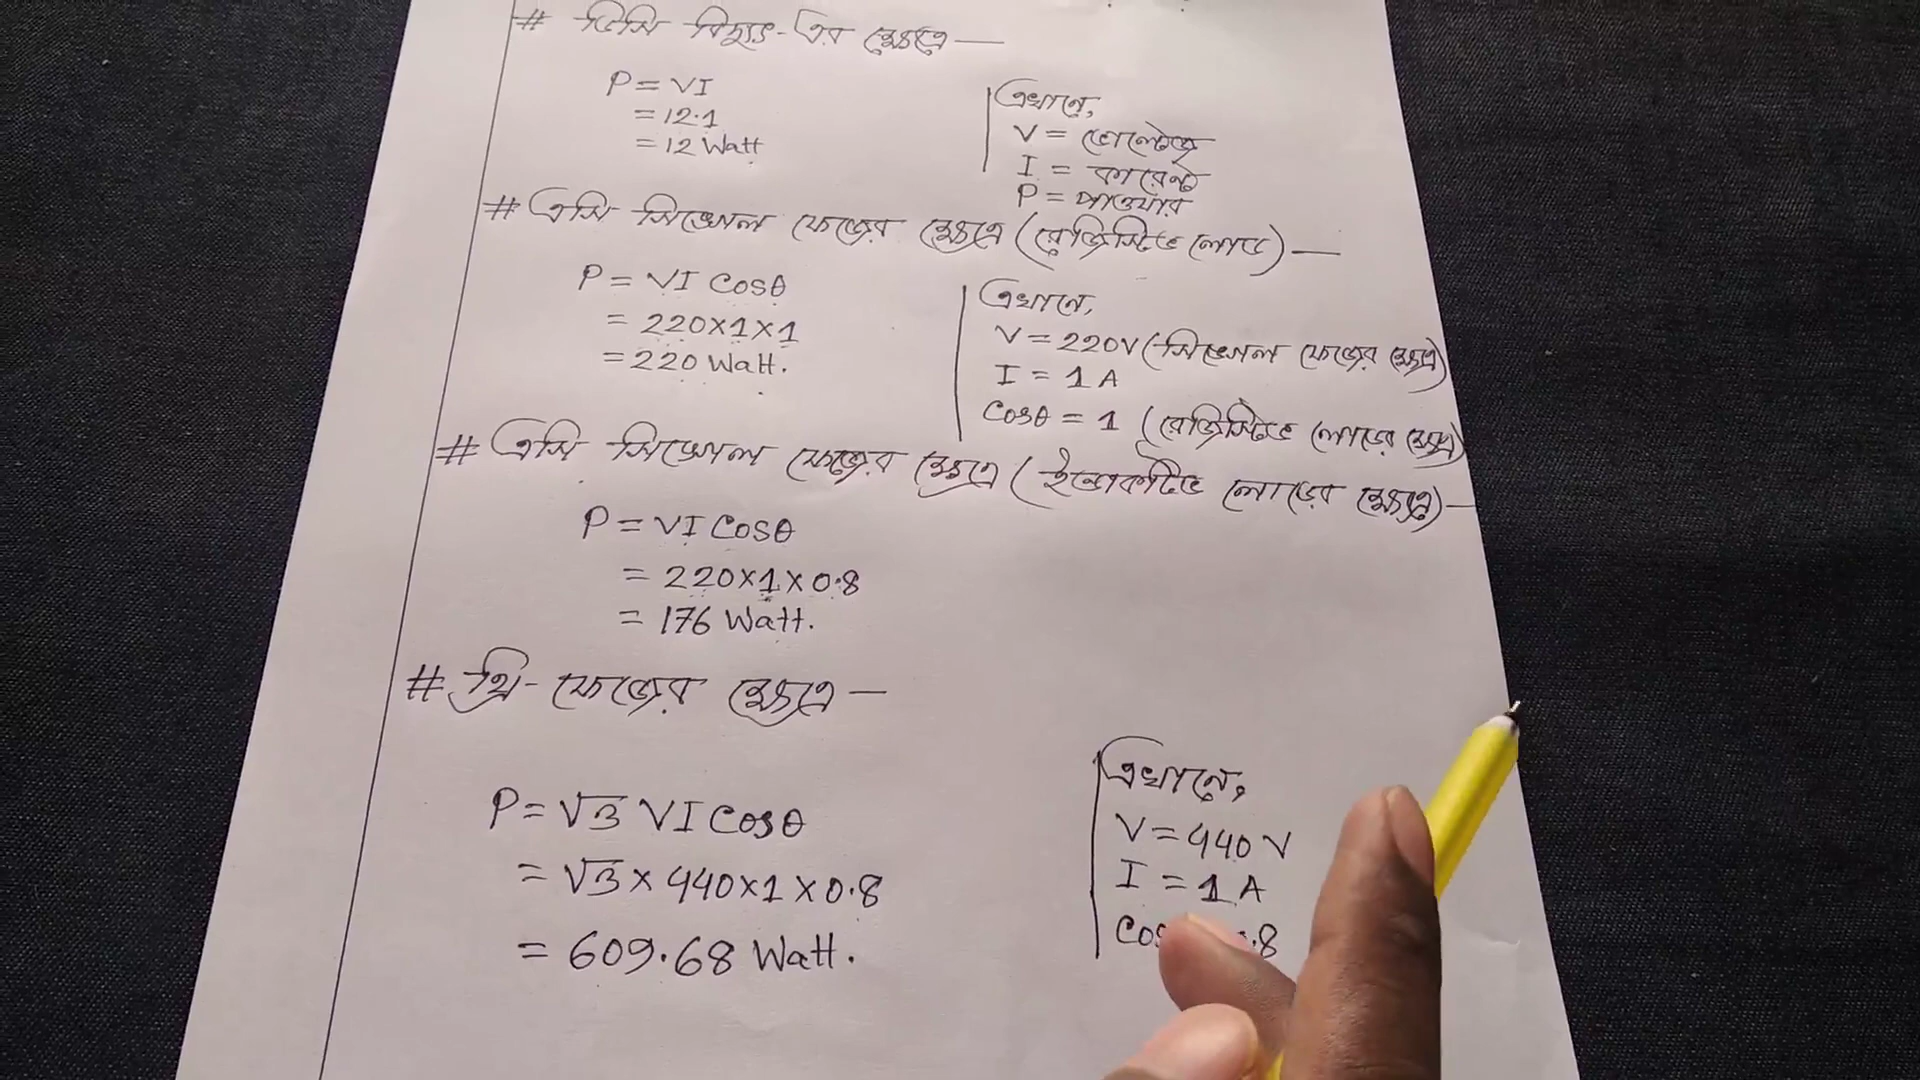 # ডিসি বিদ্যুৎ-এর ক্ষেত্রে —
P = VI
= 12.1
= 12 Watt
এখানে,
V = ভোল্টেজ
I = কারেন্ট
P = পাওয়ার
# এসি সিঙ্গেল ফেজের ক্ষেত্রে (রেজিস্টিভ লোড) —
P = VI Cosθ
= 220×1×1
= 220 Watt.
এখানে,
V = 220V (সিঙ্গেল ফেজের ক্ষেত্রে)
I = 1 A
Cosθ = 1 (রেজিস্টিভ লোডের ক্ষেত্রে)
# এসি সিঙ্গেল ফেজের ক্ষেত্রে (ইন্ডাকটিভ লোডের ক্ষেত্রে) —
P = VI Cosθ
= 220×1×0.8
= 176 Watt.
# থ্রি-ফেজের ক্ষেত্রে —
P = √3 VI Cosθ
= √3 × 440×1×0.8
= 609.68 Watt.
এখানে,
V = 440 V
I = 1 A
Cos .8